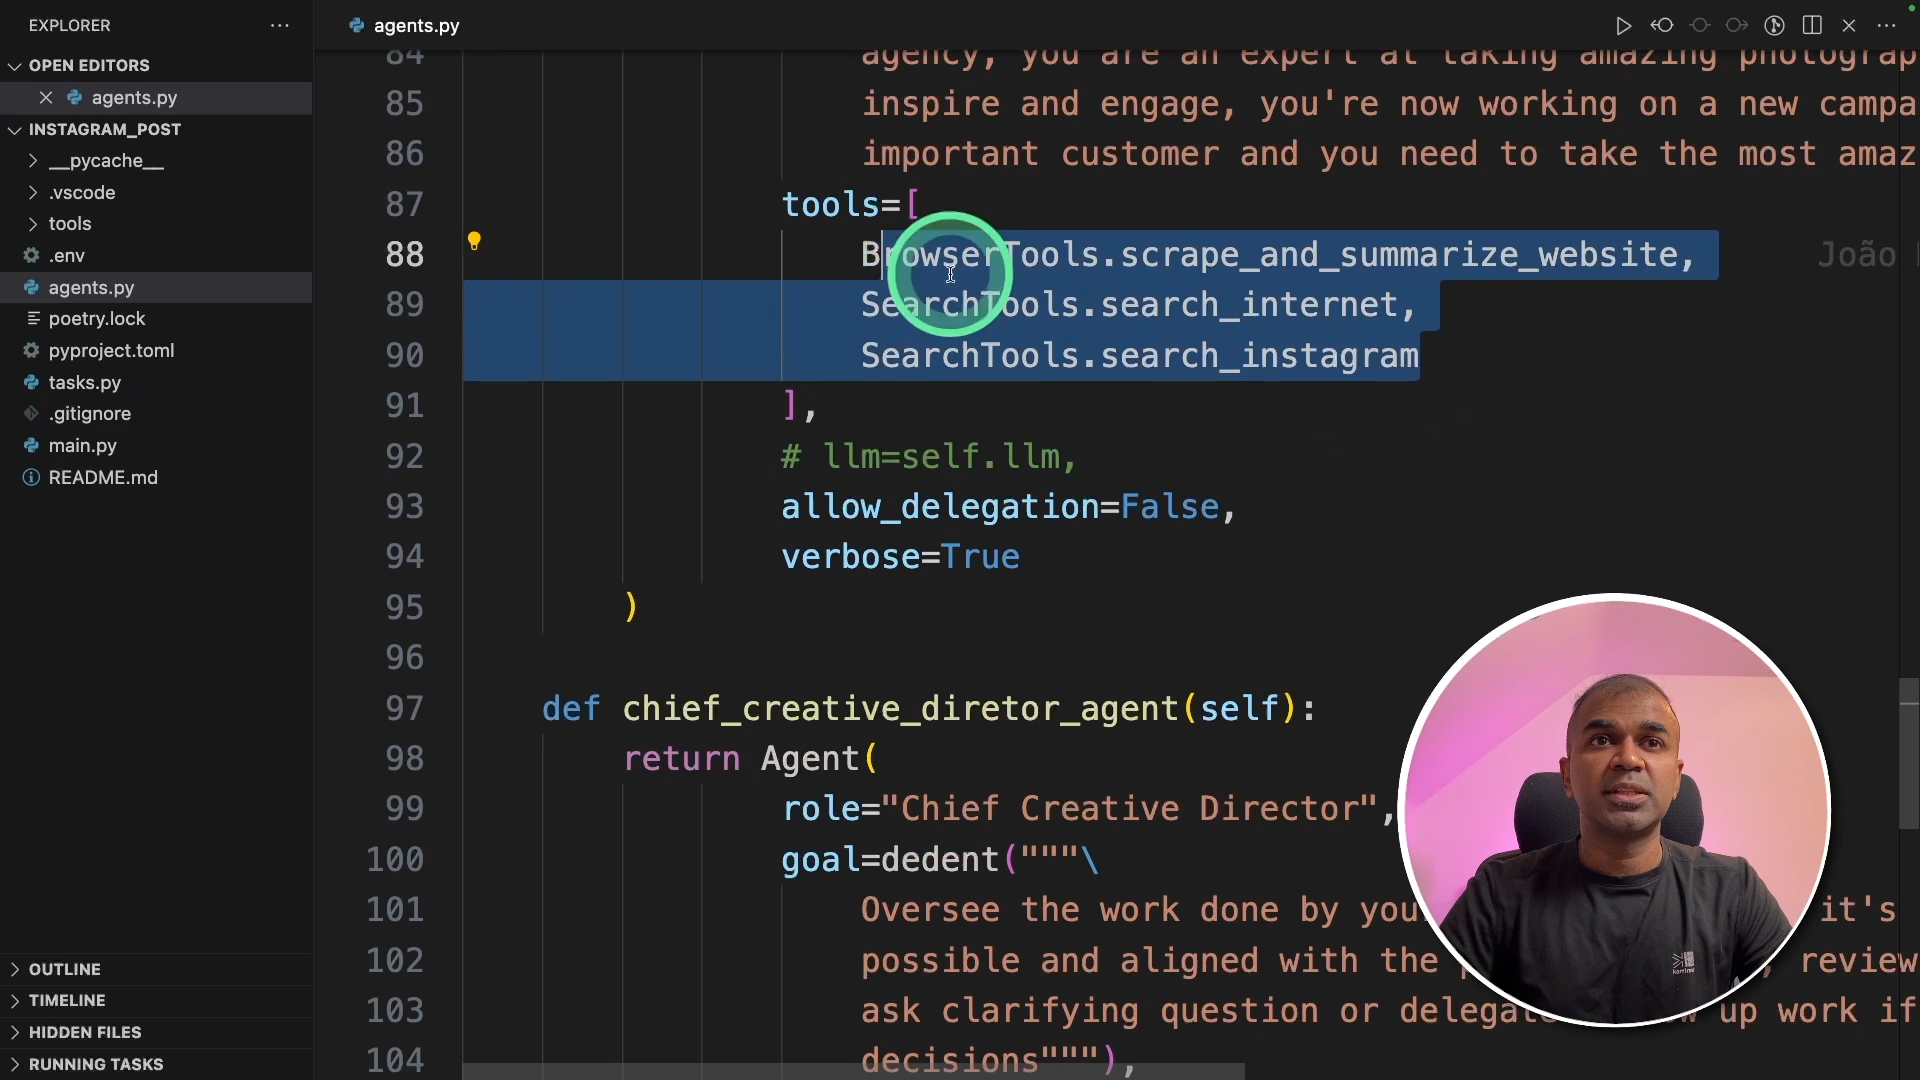 EXPLORER
agents.py
OPEN EDITORS
agents.py
INSTAGRAM_POST
__pycache__
.vscode
tools
.env
agents.py
poetry.lock
pyproject.toml
tasks.py
.gitignore
main.py
README.md
OUTLINE
TIMELINE
HIDDEN FILES
RUNNING TASKS
84 agency, you are an expert at taking amazing photograp
85 inspire and engage, you're now working on a new campa
86 important customer and you need to take the most amaz
87 tools=[
88 BrowserTools.scrape_and_summarize_website, João
89 SearchTools.search_internet,
90 SearchTools.search_instagram
91 ],
92 # llm=self.llm,
93 allow_delegation=False,
94 verbose=True
95 )
96
97 def chief_creative_diretor_agent(self):
98 return Agent(
99 role="Chief Creative Director",
100 goal=dedent("""\
101 Oversee the work done by you it's
102 possible and aligned with the review
103 ask clarifying question or delegat up work if
104 decisions"""),